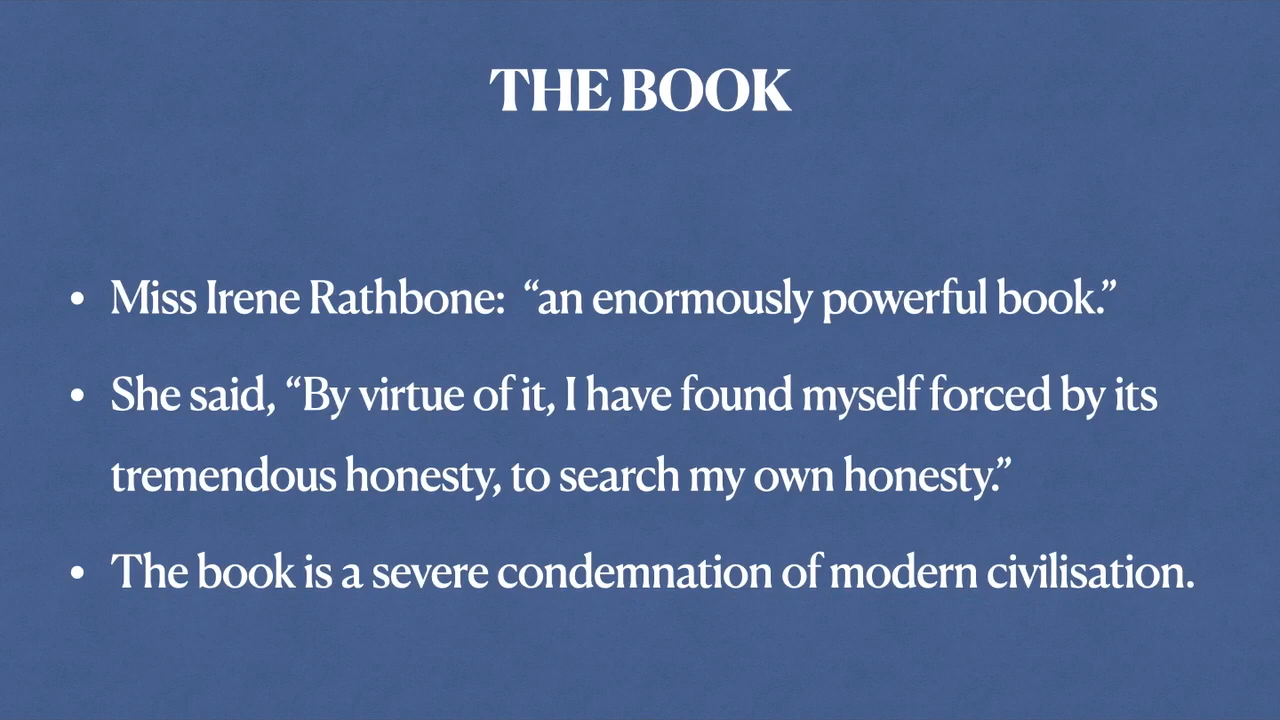 THE BOOK
• Miss Irene Rathbone:  “an enormously powerful book.”
• She said, “By virtue of it, I have found myself forced by its
tremendous honesty, to search my own honesty.”
• The book is a severe condemnation of modern civilisation.